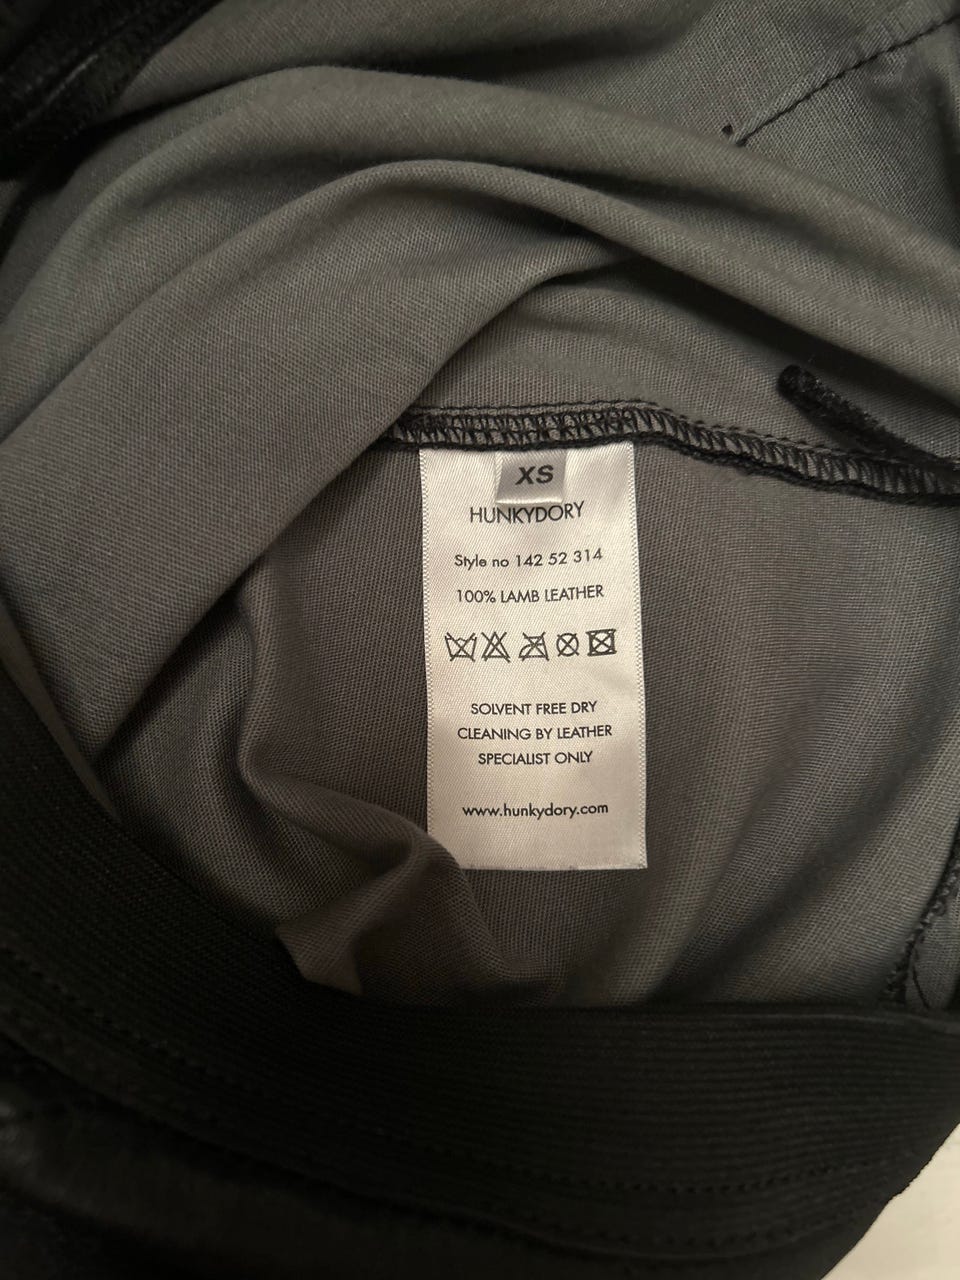 XS
HUNKYDORY
Style no 142 52 314
100% LAMB LEATHER
SOLVENT FREE DRY
CLEANING BY LEATHER
SPECIALIST ONLY
www.hunkydory.com